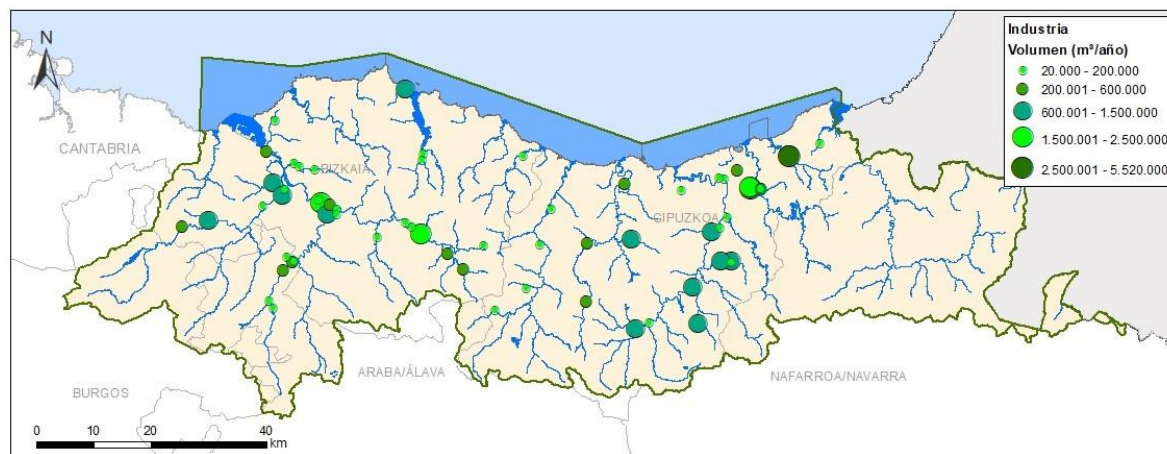 N
Industria
Volumen (m³/año)
20.000 - 200.000
200.001 - 600.000
600.001 - 1.500.000
1.500.001 - 2.500.000
2.500.001 - 5.520.000
CANTABRIA
BIZKAIA
GIPUZKOA
ARABA/ÁLAVA
NAFARROA/NAVARRA
BURGOS
0 10 20 40
km